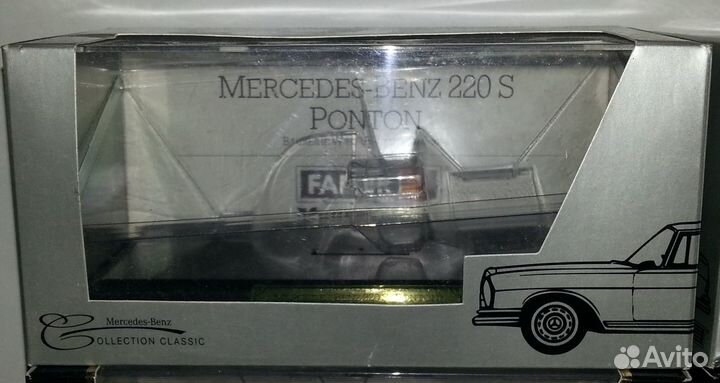 MERCEDES-BENZ 220 S
PONTON
Mercedes-Benz
COLLECTION CLASSIC
Avito